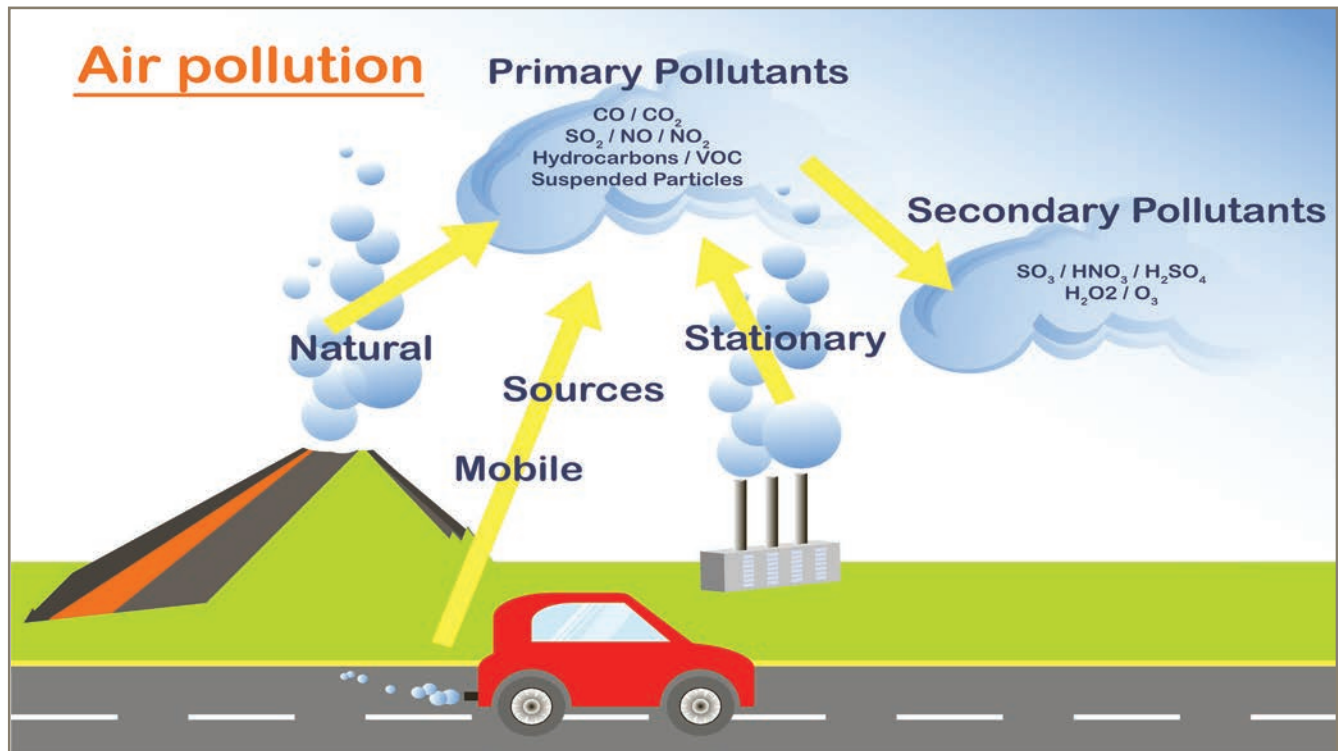 Air pollution
Primary Pollutants
CO / CO₂
SO₂ / NO / NO₂
Hydrocarbons / VOC
Suspended Particles
Secondary Pollutants
SO₃ / HNO₃ / H₂SO₄
H₂O2 / O₃
Natural
Stationary
Sources
Mobile